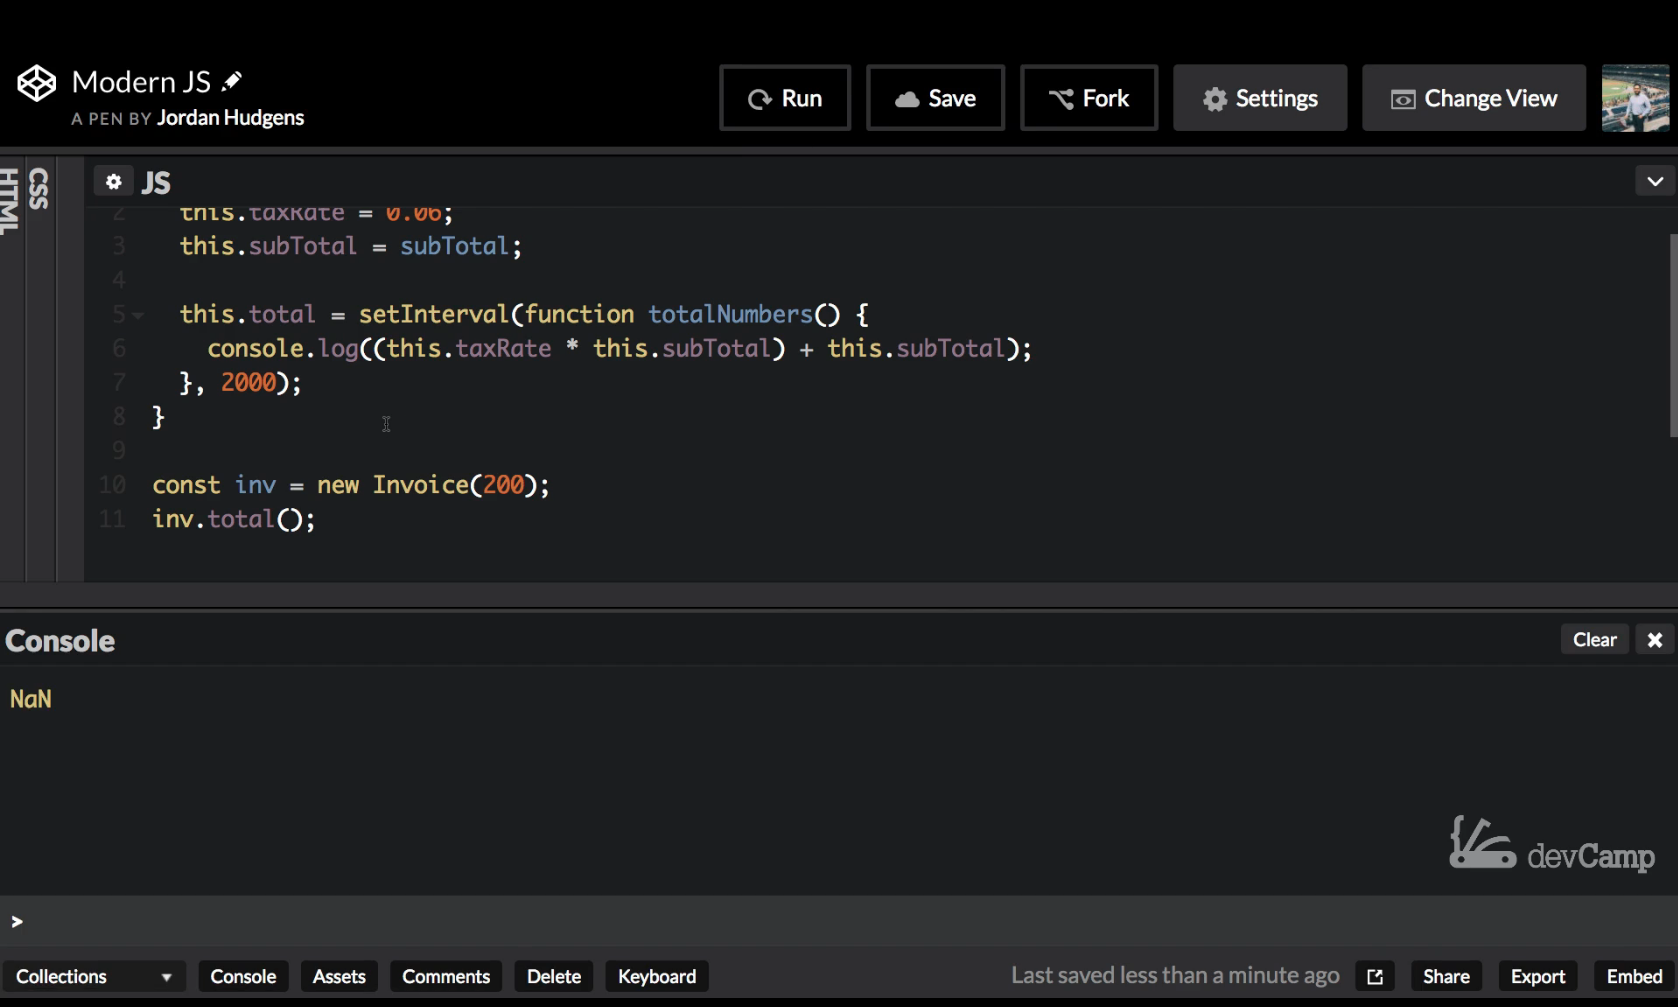 Modern JS
A PEN BY Jordan Hudgens
Run
Save
Fork
Settings
Change View
HTML
CSS
JS
2 this.taxRate = 0.06;
3 this.subTotal = subTotal;
4
5 this.total = setInterval(function totalNumbers() {
6 console.log((this.taxRate * this.subTotal) + this.subTotal);
7 }, 2000);
8 }
9
10 const inv = new Invoice(200);
11 inv.total();
Console
Clear
NaN
devCamp
>
Collections
Console
Assets
Comments
Delete
Keyboard
Last saved less than a minute ago
Share
Export
Embed